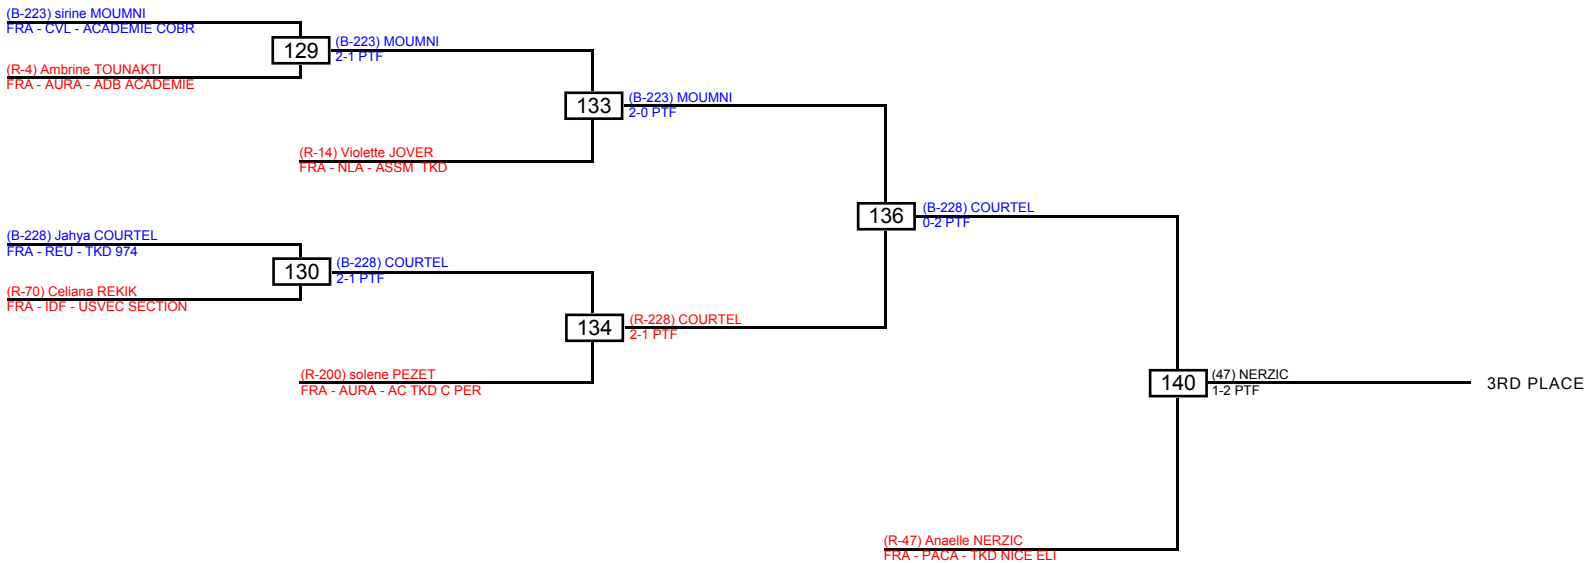 (B-223) sirine MOUMNI
FRA - CVL - ACADEMIE COBR
129
(B-223) MOUMNI
2-1 PTF
(R-4) Ambrine TOUNAKTI
FRA - AURA - ADB ACADEMIE
133
(B-223) MOUMNI
2-0 PTF
(R-14) Violette JOVER
FRA - NLA - ASSM TKD
136
(B-228) COURTEL
0-2 PTF
(B-228) Jahya COURTEL
FRA - REU - TKD 974
130
(B-228) COURTEL
2-1 PTF
(R-70) Celiana REKIK
FRA - IDF - USVEC SECTION
134
(R-228) COURTEL
2-1 PTF
(R-200) solene PEZET
FRA - AURA - AC TKD C PER
140
(47) NERZIC
1-2 PTF
3RD PLACE
(R-47) Anaelle NERZIC
FRA - PACA - TKD NICE ELI